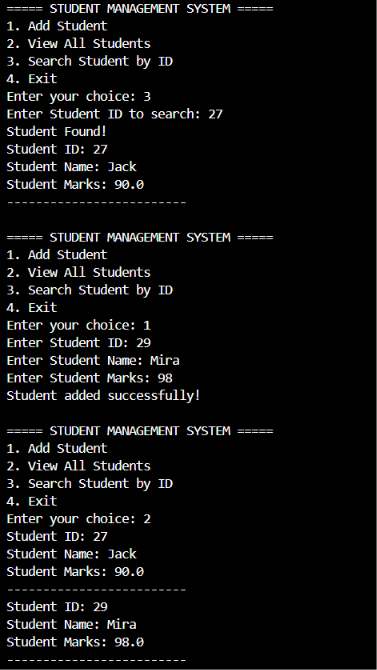 ===== STUDENT MANAGEMENT SYSTEM =====
1. Add Student
2. View All Students
3. Search Student by ID
4. Exit
Enter your choice: 3
Enter Student ID to search: 27
Student Found!
Student ID: 27
Student Name: Jack
Student Marks: 90.0
-------------------------
===== STUDENT MANAGEMENT SYSTEM =====
1. Add Student
2. View All Students
3. Search Student by ID
4. Exit
Enter your choice: 1
Enter Student ID: 29
Enter Student Name: Mira
Enter Student Marks: 98
Student added successfully!
===== STUDENT MANAGEMENT SYSTEM =====
1. Add Student
2. View All Students
3. Search Student by ID
4. Exit
Enter your choice: 2
Student ID: 27
Student Name: Jack
Student Marks: 90.0
-------------------------
Student ID: 29
Student Name: Mira
Student Marks: 98.0
-------------------------